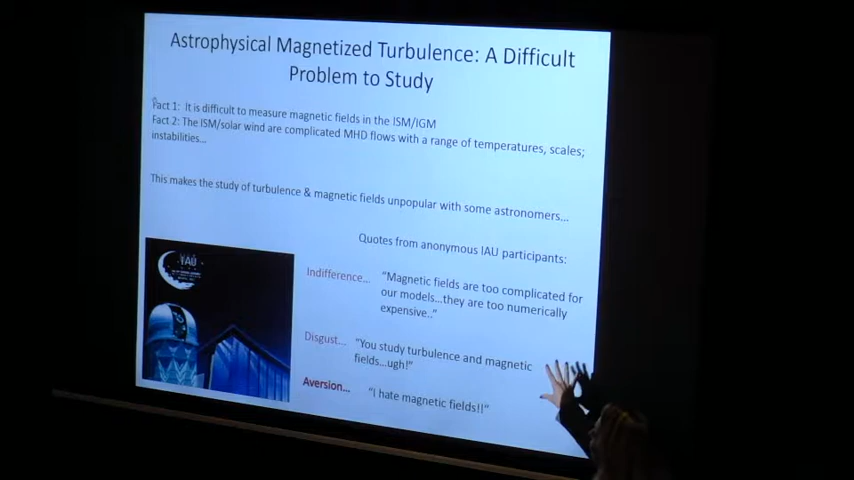 Astrophysical Magnetized Turbulence: A Difficult
Problem to Study
Fact 1: It is difficult to measure magnetic fields in the ISM/IGM
Fact 2: The ISM/solar wind are complicated MHD flows with a range of temperatures, scales;
instabilities...
This makes the study of turbulence & magnetic fields unpopular with some astronomers...
Quotes from anonymous IAU participants:
Indifference... "Magnetic fields are too complicated for
our models...they are too numerically
expensive.."
Disgust... "You study turbulence and magnetic
fields...ugh!"
Aversion... "I hate magnetic fields!!"
IAU